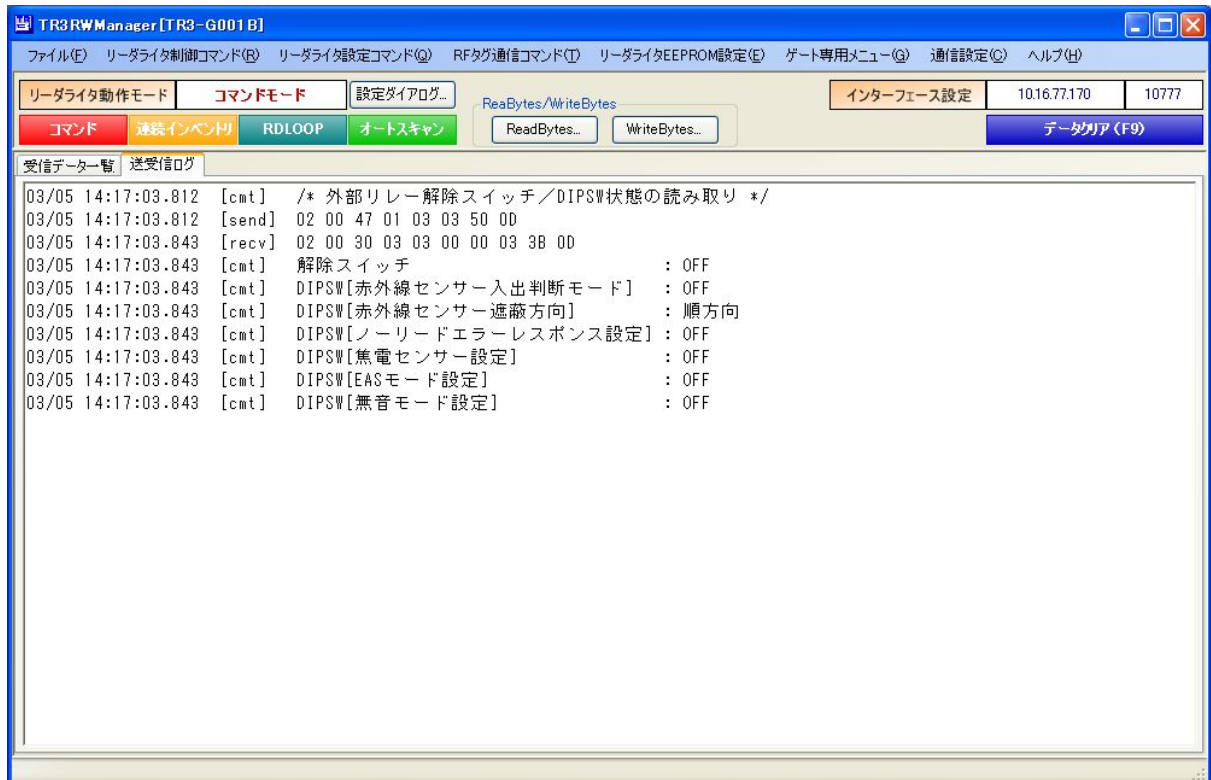 TR3RWManager[TR3-G001B]
ファイル(F) リーダライタ制御コマンド(R) リーダライタ設定コマンド(Q) RFタグ通信コマンド(T) リーダライタEEPROM設定(E) ゲート専用メニュー(G) 通信設定(C) ヘルプ(H)
リーダライタ動作モード コマンドモード 設定ダイアログ... ReaBytes/WriteBytes インターフェース設定 10.16.77.170 10777
コマンド 連続インベントリ RDLOOP オートスキャン ReadBytes... WriteBytes... データクリア(F9)
受信データ一覧 送受信ログ
03/05 14:17:03.812 [cmt] /* 外部リレー解除スイッチ/DIPSW状態の読み取り */
03/05 14:17:03.812 [send] 02 00 47 01 03 03 50 0D
03/05 14:17:03.843 [recv] 02 00 30 03 03 00 00 03 3B 0D
03/05 14:17:03.843 [cmt] 解除スイッチ : OFF
03/05 14:17:03.843 [cmt] DIPSW[赤外線センサー入出判断モード] : OFF
03/05 14:17:03.843 [cmt] DIPSW[赤外線センサー遮蔽方向] : 順方向
03/05 14:17:03.843 [cmt] DIPSW[ノーリードエラーレスポンス設定] : OFF
03/05 14:17:03.843 [cmt] DIPSW[焦電センサー設定] : OFF
03/05 14:17:03.843 [cmt] DIPSW[EASモード設定] : OFF
03/05 14:17:03.843 [cmt] DIPSW[無音モード設定] : OFF